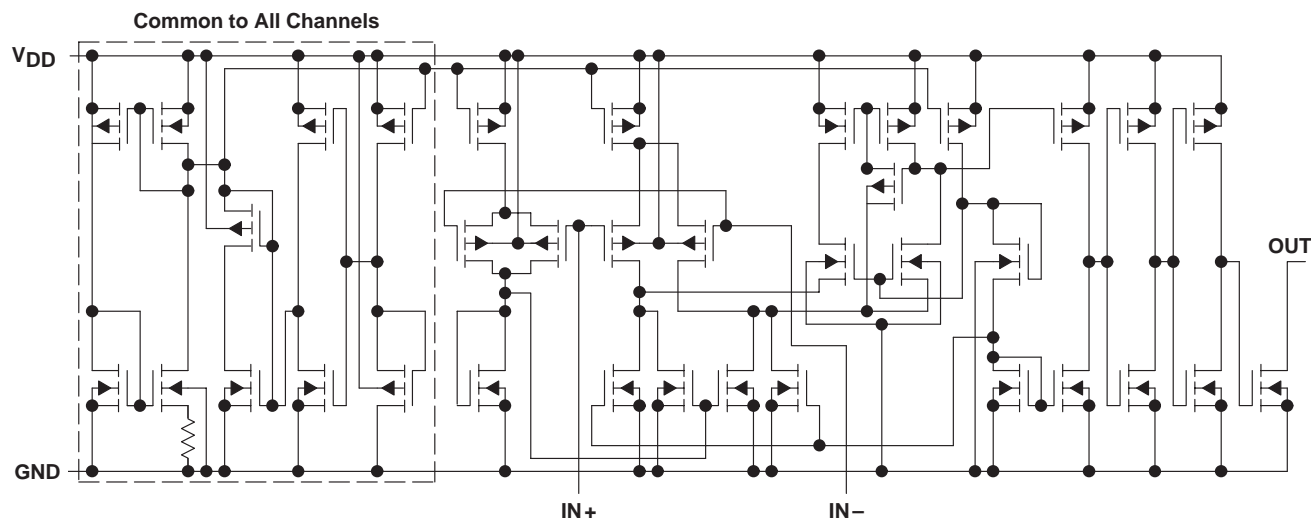 Common to All Channels
VDD
OUT
GND
IN+
IN−